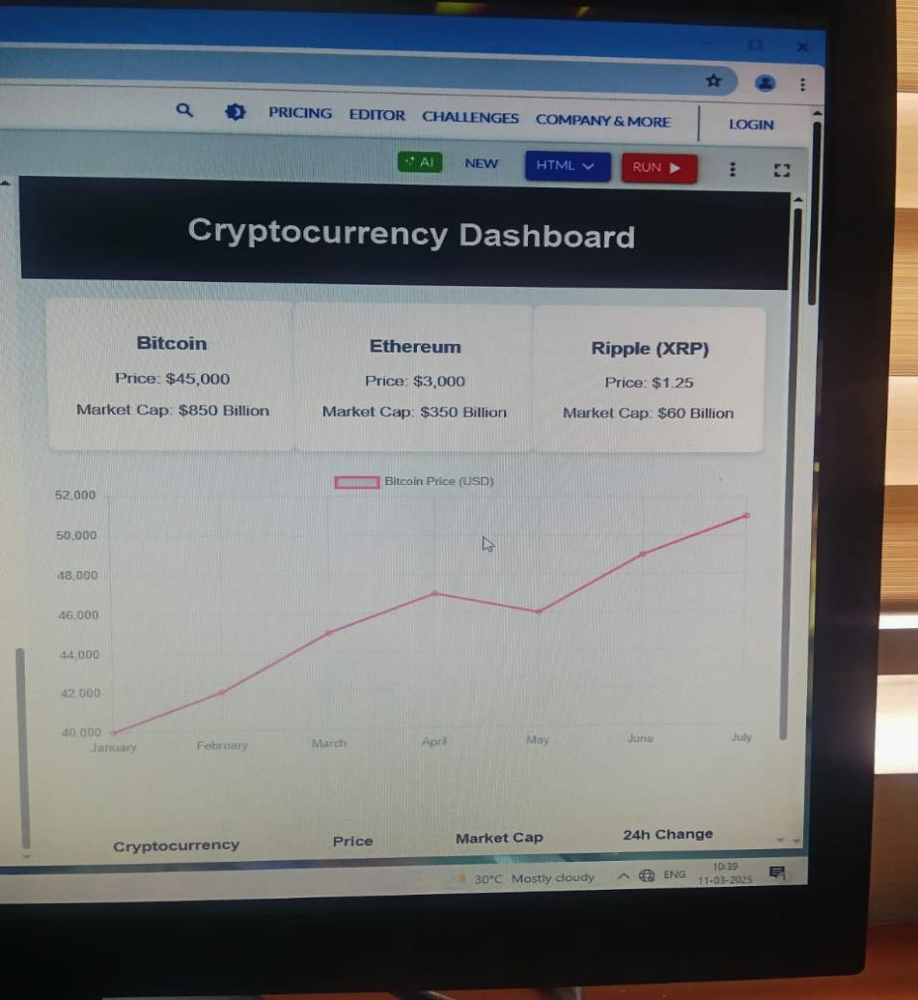 PRICING EDITOR CHALLENGES COMPANY & MORE LOGIN
AI NEW HTML RUN
Cryptocurrency Dashboard
Bitcoin
Price: $45,000
Market Cap: $850 Billion
Ethereum
Price: $3,000
Market Cap: $350 Billion
Ripple (XRP)
Price: $1.25
Market Cap: $60 Billion
Bitcoin Price (USD)
52,000
50,000
48,000
46,000
44,000
42,000
40,000
January February March April May June July
Cryptocurrency Price Market Cap 24h Change
30°C Mostly cloudy ENG 10:39
11-03-2025